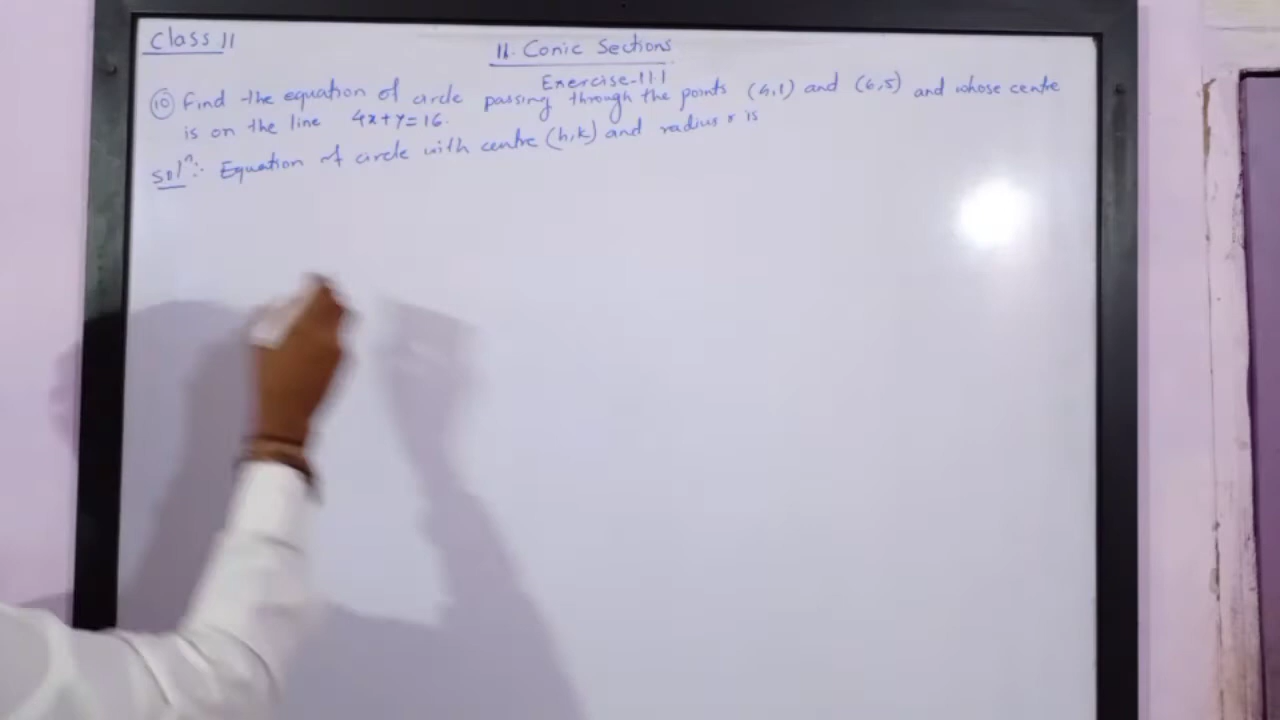 Class 11
11. Conic Sections
Exercise-11.1
(10) Find the equation of circle passing through the points (4,1) and (6,5) and whose centre
is on the line 4x+y=16.
Solⁿ:- Equation of circle with centre (h,k) and radius r is